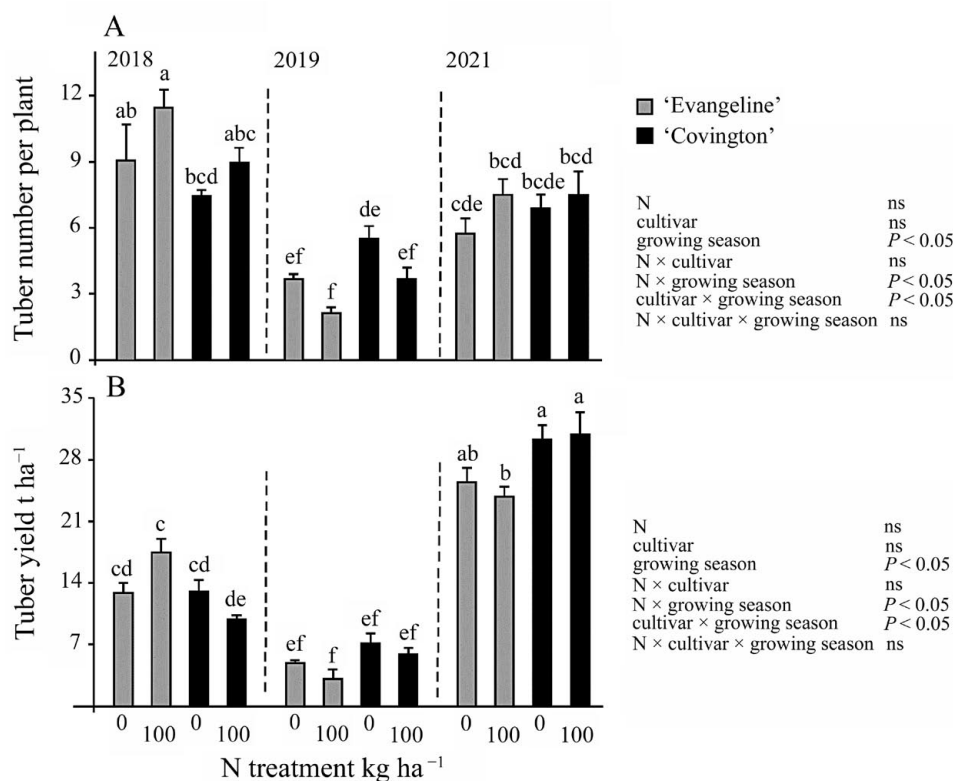 A
2018
2019
2021
Tuber number per plant
12
9
6
3
0
ab
a
bcd
abc
ef
f
de
ef
cde
bcd
bcde
bcd
‘Evangeline’
‘Covington’
N ns
cultivar ns
growing season P < 0.05
N × cultivar ns
N × growing season P < 0.05
cultivar × growing season P < 0.05
N × cultivar × growing season ns
B
Tuber yield t ha⁻¹
35
28
21
14
7
cd
c
cd
de
ef
f
ef
ef
ab
b
a
a
N ns
cultivar ns
growing season P < 0.05
N × cultivar ns
N × growing season P < 0.05
cultivar × growing season P < 0.05
N × cultivar × growing season ns
0 100 0 100 0 100 0 100 0 100 0 100
N treatment kg ha⁻¹